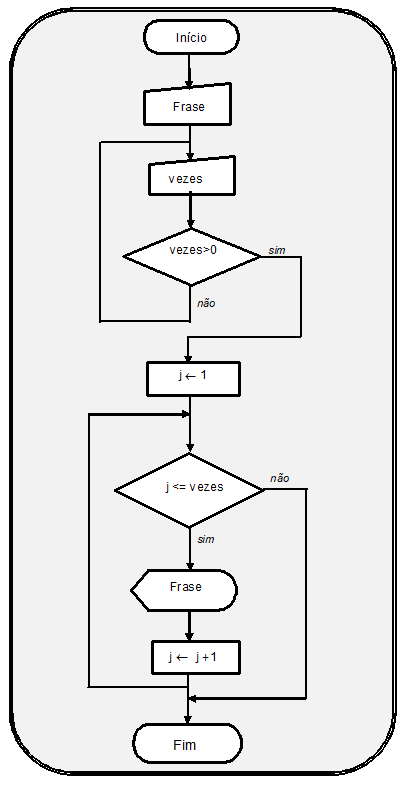 Início
Frase
vezes
vezes>0
sim
não
j ← 1
j <= vezes
não
sim
Frase
j ← j +1
Fim